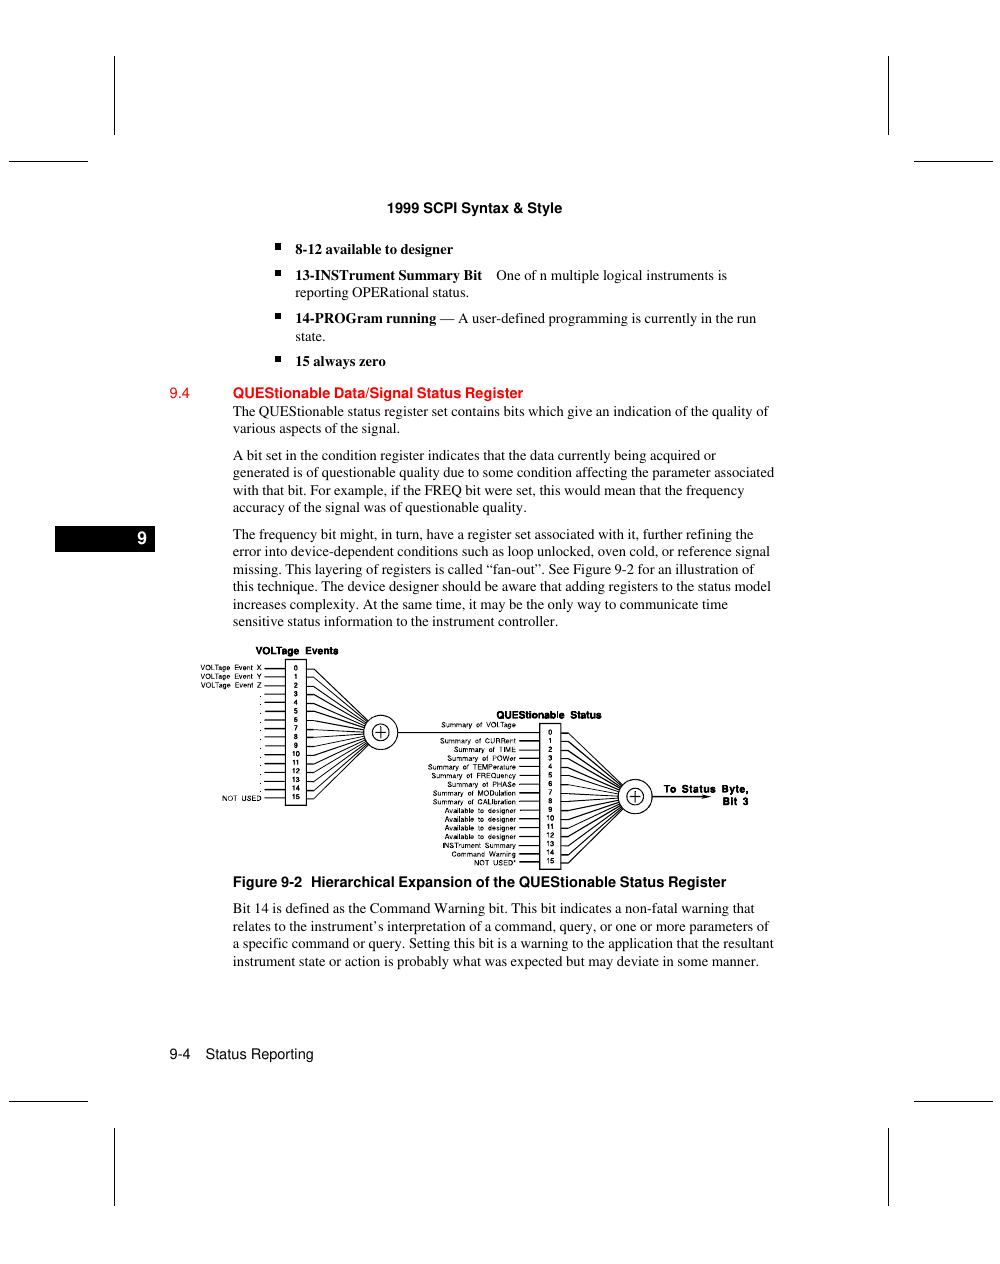 1999 SCPI Syntax & Style
8-12 available to designer
13-INSTrument Summary Bit One of n multiple logical instruments is
reporting OPERational status.
14-PROGram running — A user-defined programming is currently in the run
state.
15 always zero
9.4 QUEStionable Data/Signal Status Register
The QUEStionable status register set contains bits which give an indication of the quality of
various aspects of the signal.
A bit set in the condition register indicates that the data currently being acquired or
generated is of questionable quality due to some condition affecting the parameter associated
with that bit. For example, if the FREQ bit were set, this would mean that the frequency
accuracy of the signal was of questionable quality.
9
The frequency bit might, in turn, have a register set associated with it, further refining the
error into device-dependent conditions such as loop unlocked, oven cold, or reference signal
missing. This layering of registers is called “fan-out”. See Figure 9-2 for an illustration of
this technique. The device designer should be aware that adding registers to the status model
increases complexity. At the same time, it may be the only way to communicate time
sensitive status information to the instrument controller.
VOLTage Events
VOLTage Event X 0
VOLTage Event Y 1
VOLTage Event Z 2
. 3
. 4
. 5
. 6
. 7
. 8
. 9
. 10
. 11
. 12
. 13
. 14
NOT USED 15
QUEStionable Status
Summary of VOLTage 0
Summary of CURRent 1
Summary of TIME 2
Summary of POWer 3
Summary of TEMPerature 4
Summary of FREQuency 5
Summary of PHASe 6
Summary of MODulation 7
Summary of CALibration 8
Available to designer 9
Available to designer 10
Available to designer 11
Available to designer 12
INSTrument Summary 13
Command Warning 14
NOT USED* 15
To Status Byte,
Bit 3
Figure 9-2 Hierarchical Expansion of the QUEStionable Status Register
Bit 14 is defined as the Command Warning bit. This bit indicates a non-fatal warning that
relates to the instrument’s interpretation of a command, query, or one or more parameters of
a specific command or query. Setting this bit is a warning to the application that the resultant
instrument state or action is probably what was expected but may deviate in some manner.
9-4 Status Reporting